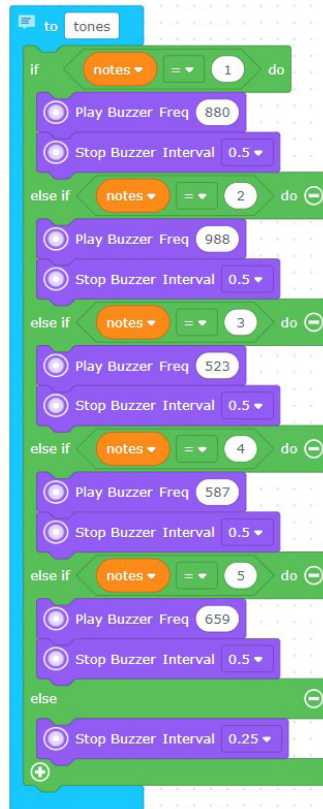 to tones
if notes = 1 do
Play Buzzer Freq 880
Stop Buzzer Interval 0.5
else if notes = 2 do
Play Buzzer Freq 988
Stop Buzzer Interval 0.5
else if notes = 3 do
Play Buzzer Freq 523
Stop Buzzer Interval 0.5
else if notes = 4 do
Play Buzzer Freq 587
Stop Buzzer Interval 0.5
else if notes = 5 do
Play Buzzer Freq 659
Stop Buzzer Interval 0.5
else
Stop Buzzer Interval 0.25